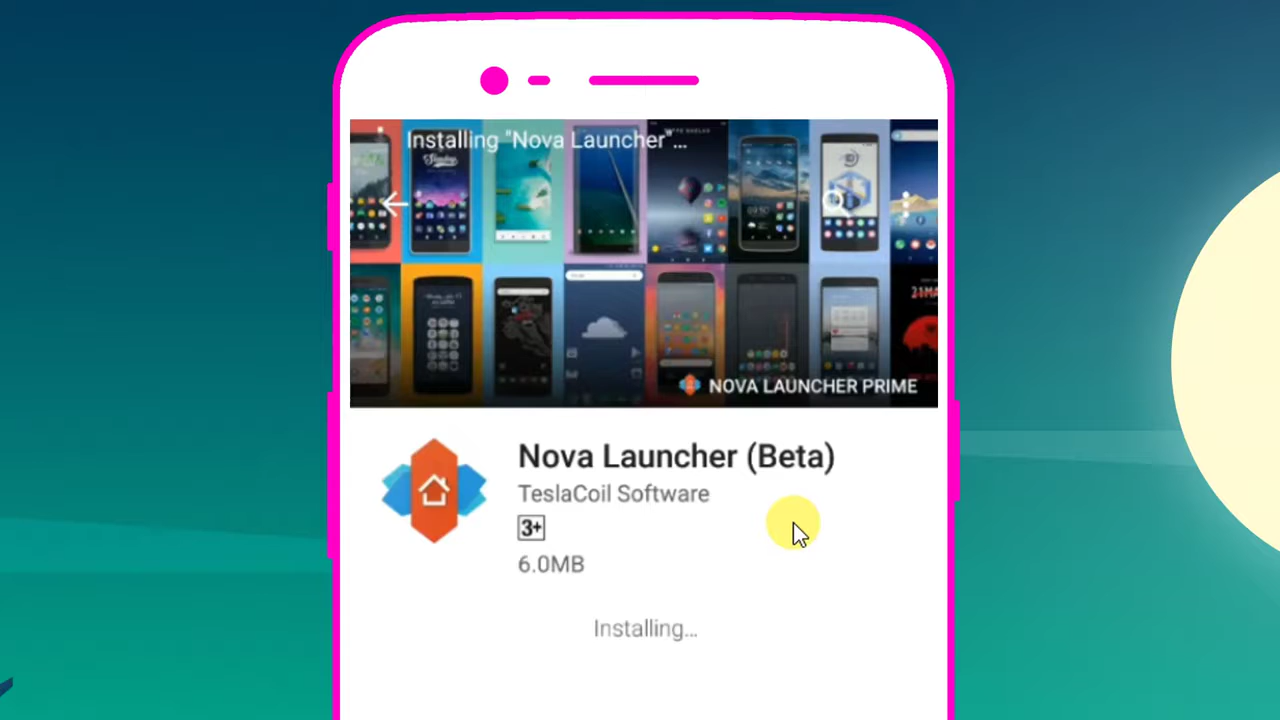 Installing "Nova Launcher"...
NOVA LAUNCHER PRIME
Nova Launcher (Beta)
TeslaCoil Software
3+
6.0MB
Installing...